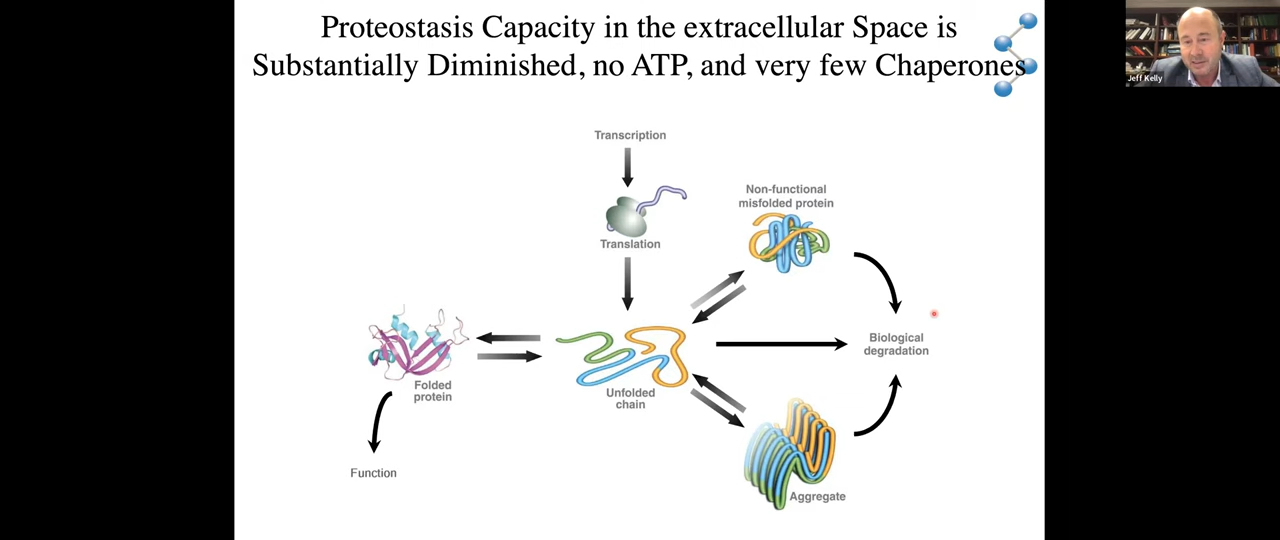 Proteostasis Capacity in the extracellular Space is
Substantially Diminished, no ATP, and very few Chaperones
Jeff Kelly
Transcription
Translation
Non-functional
misfolded protein
Biological
degradation
Folded
protein
Unfolded
chain
Function
Aggregate